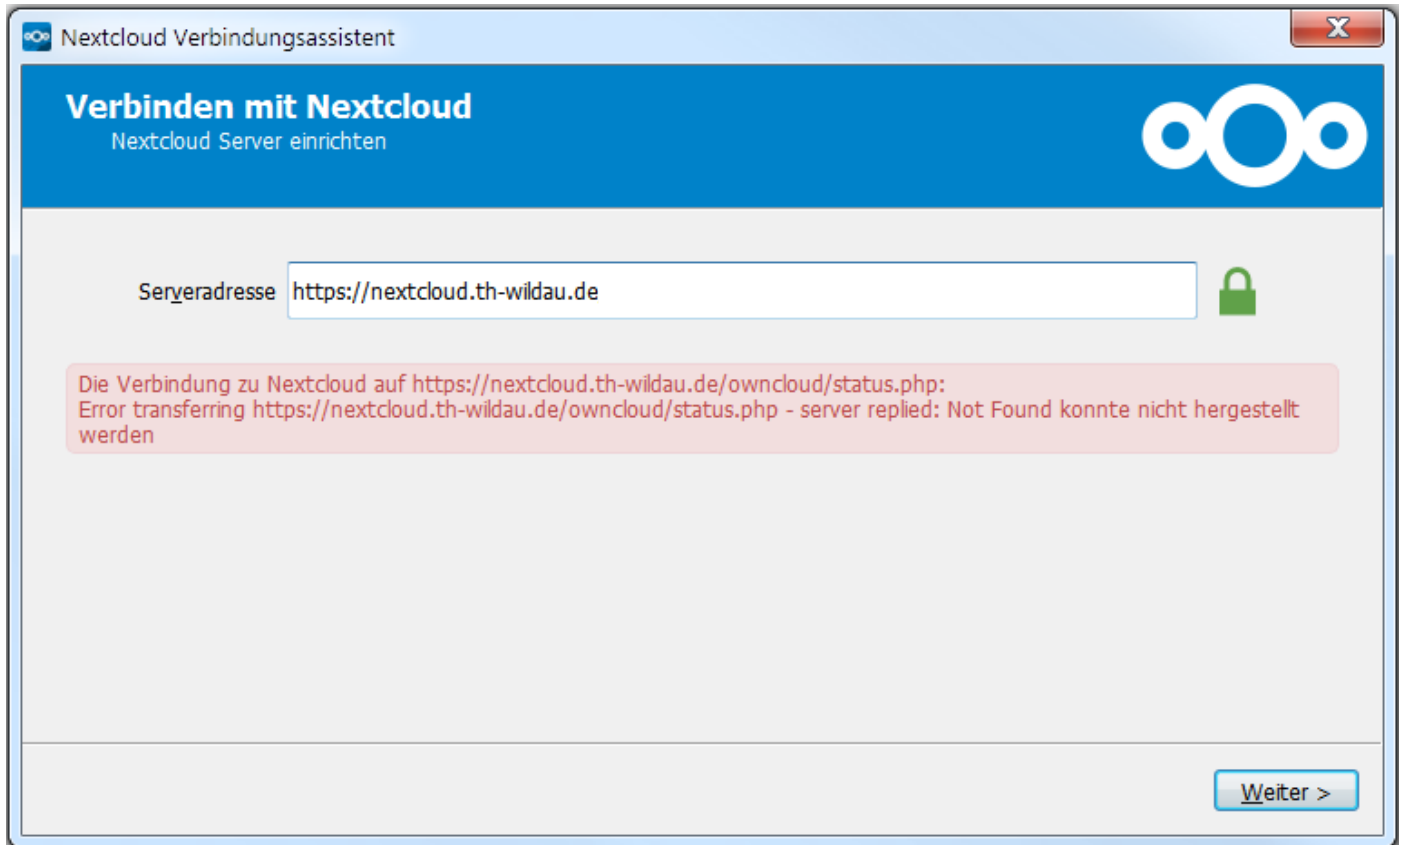 Nextcloud Verbindungsassistent
Verbinden mit Nextcloud
Nextcloud Server einrichten
Serveradresse https://nextcloud.th-wildau.de
Die Verbindung zu Nextcloud auf https://nextcloud.th-wildau.de/owncloud/status.php:
Error transferring https://nextcloud.th-wildau.de/owncloud/status.php - server replied: Not Found konnte nicht hergestellt
werden
Weiter >